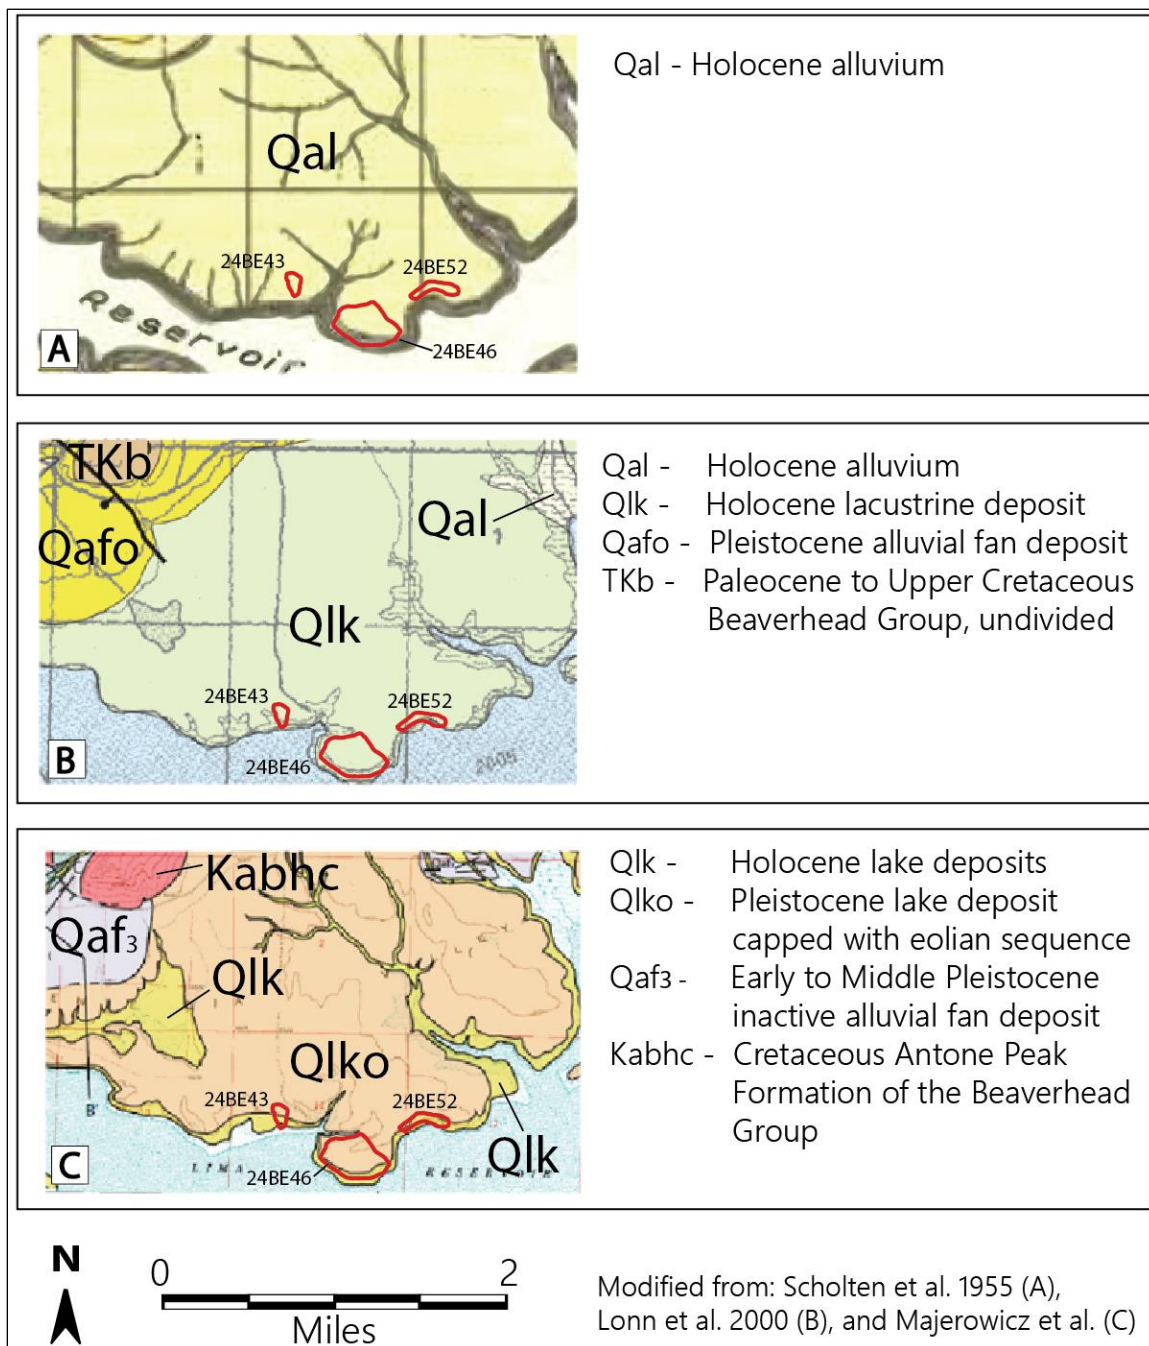 Qal - Holocene alluvium
Qal
24BE43
24BE52
24BE46
Reservoir
A
TKb
Qafo
Qal
1
Qlk
24BE43
24BE52
24BE46
2005
B
Qal - Holocene alluvium
Qlk - Holocene lacustrine deposit
Qafo - Pleistocene alluvial fan deposit
TKb - Paleocene to Upper Cretaceous
Beaverhead Group, undivided
Kabhc
Qaf3
Qlk
Qlko
24BE43
24BE52
24BE46
Qlk
B'
LIMA RESERVOIR
C
Qlk - Holocene lake deposits
Qlko - Pleistocene lake deposit
capped with eolian sequence
Qaf3 - Early to Middle Pleistocene
inactive alluvial fan deposit
Kabhc - Cretaceous Antone Peak
Formation of the Beaverhead
Group
N
0 2
Miles
Modified from: Scholten et al. 1955 (A),
Lonn et al. 2000 (B), and Majerowicz et al. (C)